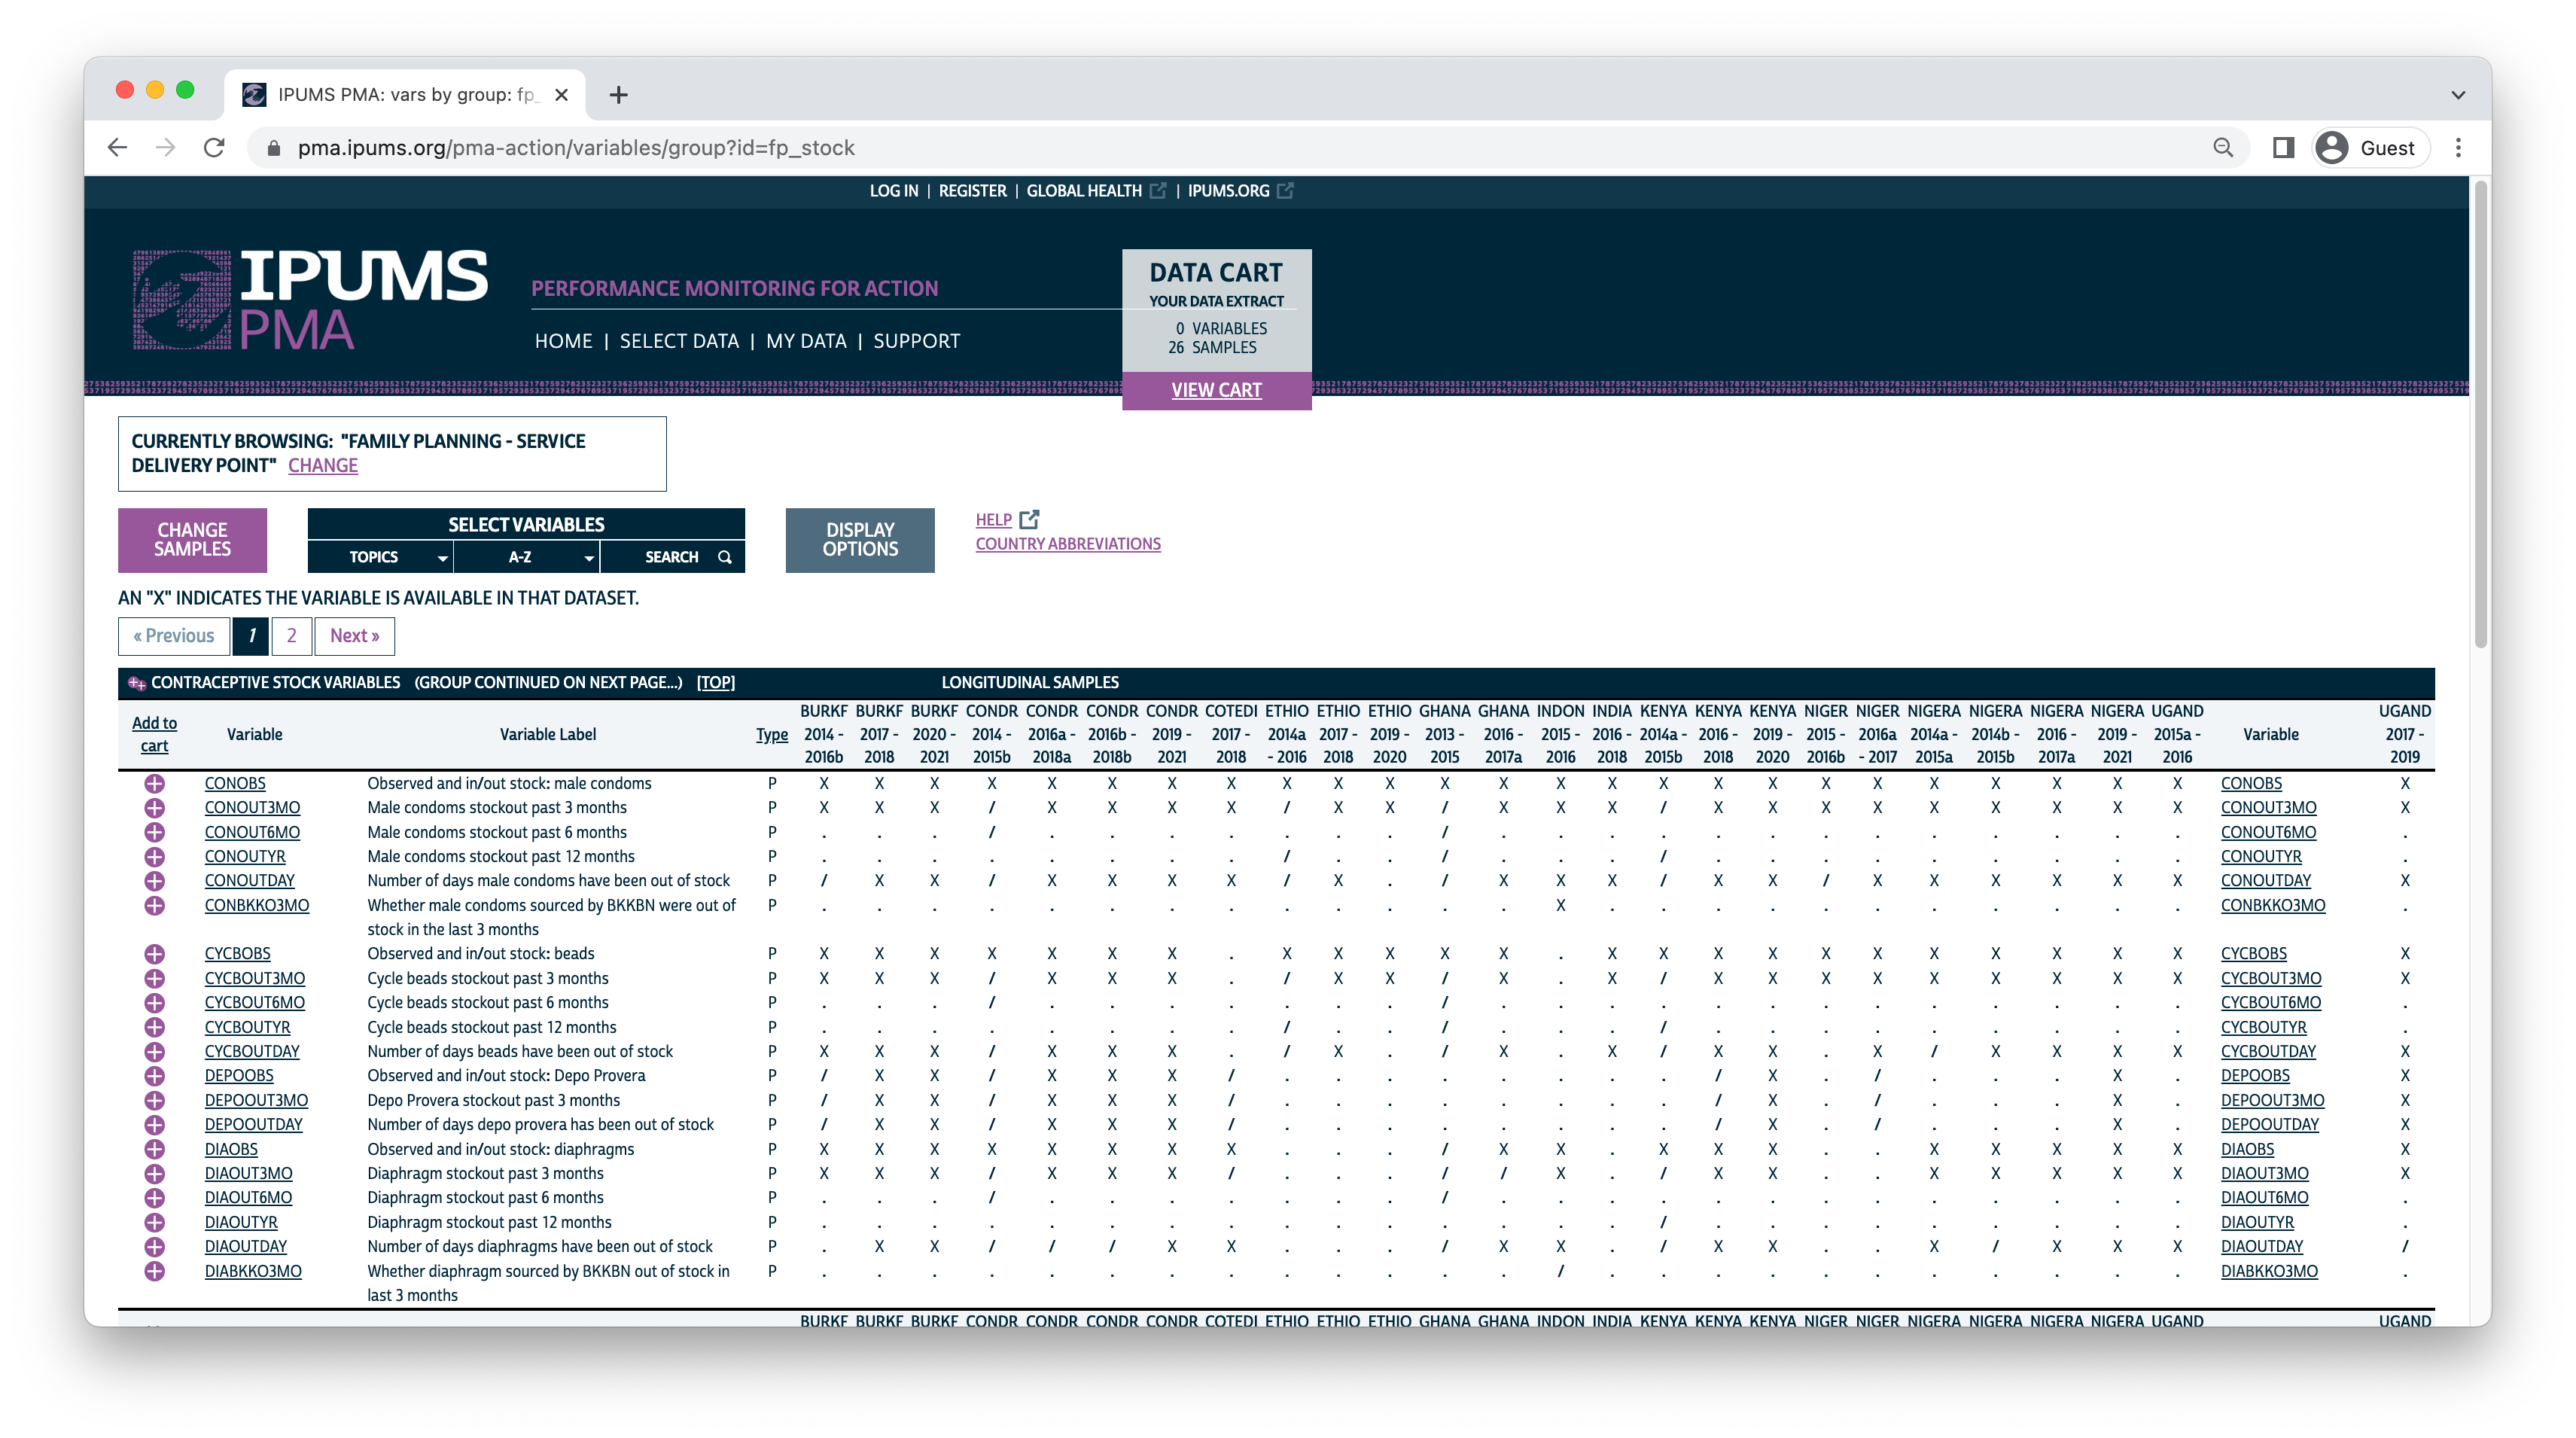 IPUMS PMA: vars by group: fp_
pma.ipums.org/pma-action/variables/group?id=fp_stock
Guest
LOG IN | REGISTER | GLOBAL HEALTH | IPUMS.ORG
IPUMS
PMA
PERFORMANCE MONITORING FOR ACTION
HOME | SELECT DATA | MY DATA | SUPPORT
DATA CART
YOUR DATA EXTRACT
0 VARIABLES
26 SAMPLES
VIEW CART
CURRENTLY BROWSING: "FAMILY PLANNING - SERVICE
DELIVERY POINT" CHANGE
CHANGE
SAMPLES
SELECT VARIABLES
TOPICS A-Z SEARCH
DISPLAY
OPTIONS
HELP
COUNTRY ABBREVIATIONS
AN "X" INDICATES THE VARIABLE IS AVAILABLE IN THAT DATASET.
« Previous 1 2 Next »
CONTRACEPTIVE STOCK VARIABLES (GROUP CONTINUED ON NEXT PAGE...) [TOP] LONGITUDINAL SAMPLES
BURKF BURKF BURKF CONDR CONDR CONDR CONDR COTEDI ETHIO ETHIO ETHIO GHANA GHANA INDON INDIA KENYA KENYA KENYA NIGER NIGER NIGERA NIGERA NIGERA NIGERA UGAND UGAND
Add to cart Variable Variable Label Type 2014 - 2017 - 2020 - 2014 - 2016a - 2016b - 2019 - 2017 - 2014a 2017 - 2019 - 2013 - 2016 - 2015 - 2016 - 2014a - 2016 - 2019 - 2015 - 2016a 2014a - 2014b - 2016 - 2019 - 2015a - Variable 2017 -
2016b 2018 2021 2015b 2018a 2018b 2021 2018 - 2016 2018 2020 2015 2017a 2016 2018 2015b 2018 2020 2016b - 2017 2015a 2015b 2017a 2021 2016 2019
CONOBS Observed and in/out stock: male condoms P X X X X X X X X X X X X X X X X X X X X X X X X X CONOBS X
CONOUT3MO Male condoms stockout past 3 months P X X X / X X X X / X X / X X X / X X X X X X X X X CONOUT3MO X
CONOUT6MO Male condoms stockout past 6 months P . . . / . . . . . . . / . . . . . . . . . . . . . CONOUT6MO .
CONOUTYR Male condoms stockout past 12 months P . . . . . . . . / . . / . . . / . . . . . . . . . CONOUTYR .
CONOUTDAY Number of days male condoms have been out of stock P / X X / X X X X / X . / X X X / X X / X X X X X X CONOUTDAY X
CONBKKO3MO Whether male condoms sourced by BKKBN were out of P . . . . . . . . . . . . . X . . . . . . . . . . . CONBKKO3MO .
stock in the last 3 months
CYCBOBS Observed and in/out stock: beads P X X X X X X X . X X X X X . X X X X X X X X X X X CYCBOBS X
CYCBOUT3MO Cycle beads stockout past 3 months P X X X / X X X . / X X / X . X / X X X X X X X X X CYCBOUT3MO X
CYCBOUT6MO Cycle beads stockout past 6 months P . . . / . . . . . . . / . . . . . . . . . . . . . CYCBOUT6MO .
CYCBOUTYR Cycle beads stockout past 12 months P . . . . . . . . / . . / . . . / . . . . . . . . . CYCBOUTYR .
CYCBOUTDAY Number of days beads have been out of stock P X X X / X X X . / X . / X . X / X X . X / X X X X CYCBOUTDAY X
DEPOOBS Observed and in/out stock: Depo Provera P / X X / X X X / . . . . . . . . / X . / . . . X . DEPOOBS X
DEPOOUT3MO Depo Provera stockout past 3 months P / X X / X X X / . . . . . . . . / X . / . . . X . DEPOOUT3MO X
DEPOOUTDAY Number of days depo provera has been out of stock P / X X / X X X / . . . . . . . . / X . / . . . X . DEPOOUTDAY X
DIAOBS Observed and in/out stock: diaphragms P X X X X X X X X . . . / X X . X X X . . X X X X X DIAOBS X
DIAOUT3MO Diaphragm stockout past 3 months P X X X / X X X / . . . / / X . / X X . . X X X X X DIAOUT3MO X
DIAOUT6MO Diaphragm stockout past 6 months P . . . / . . . . . . . / . . . . . . . . . . . . . DIAOUT6MO .
DIAOUTYR Diaphragm stockout past 12 months P . . . . . . . . . . . . . . . / . . . . . . . . . DIAOUTYR .
DIAOUTDAY Number of days diaphragms have been out of stock P . X X / / / X X . . . / X X . / X X . . X / X X X DIAOUTDAY /
DIABKKO3MO Whether diaphragm sourced by BKKBN out of stock in P . . . . . . . . . . . . . / . . . . . . . . . . . DIABKKO3MO .
last 3 months
BURKF BURKF BURKF CONDR CONDR CONDR CONDR COTEDI ETHIO ETHIO ETHIO GHANA GHANA INDON INDIA KENYA KENYA KENYA NIGER NIGER NIGERA NIGERA NIGERA NIGERA UGAND UGAND